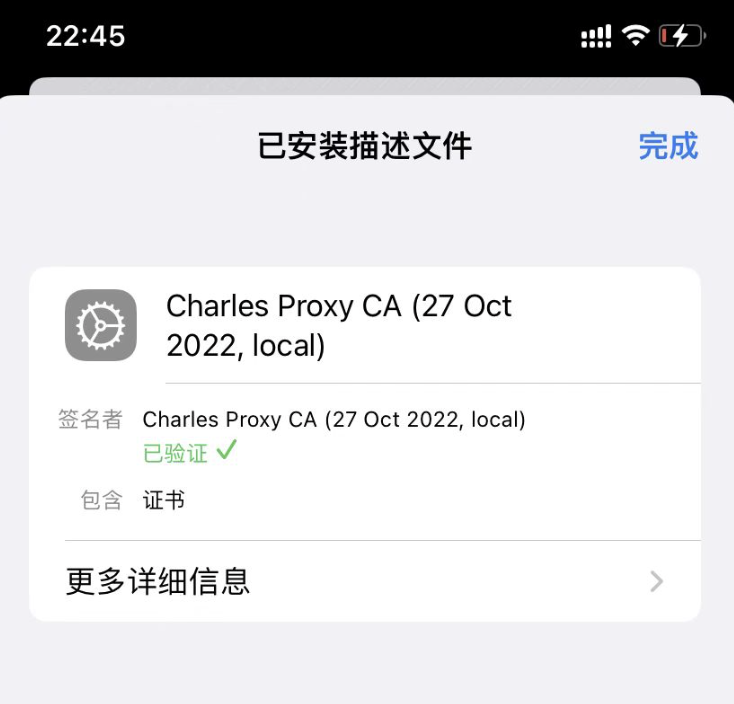 22:45
已安装描述文件
完成
Charles Proxy CA (27 Oct
2022, local)
签名者 Charles Proxy CA (27 Oct 2022, local)
已验证
包含 证书
更多详细信息